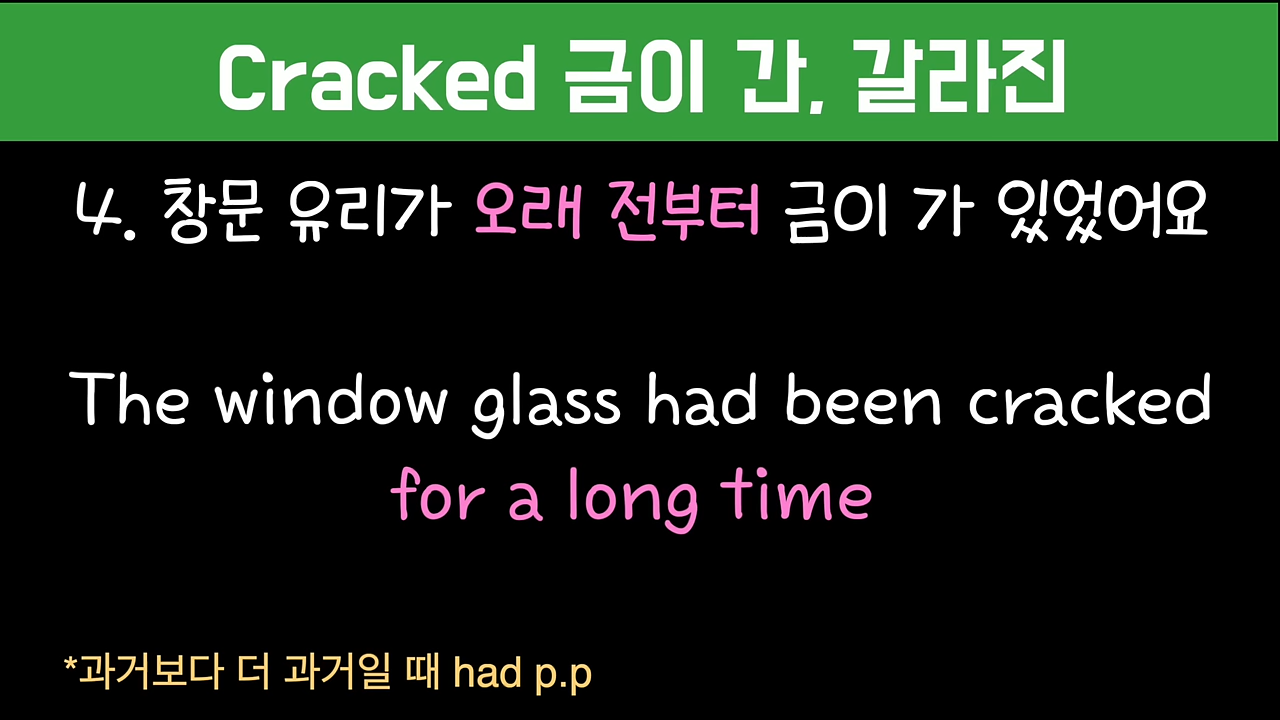 Cracked 금이 간, 갈라진
4. 창문 유리가 오래 전부터 금이 가 있었어요
The window glass had been cracked
for a long time
*과거보다 더 과거일 때 had p.p